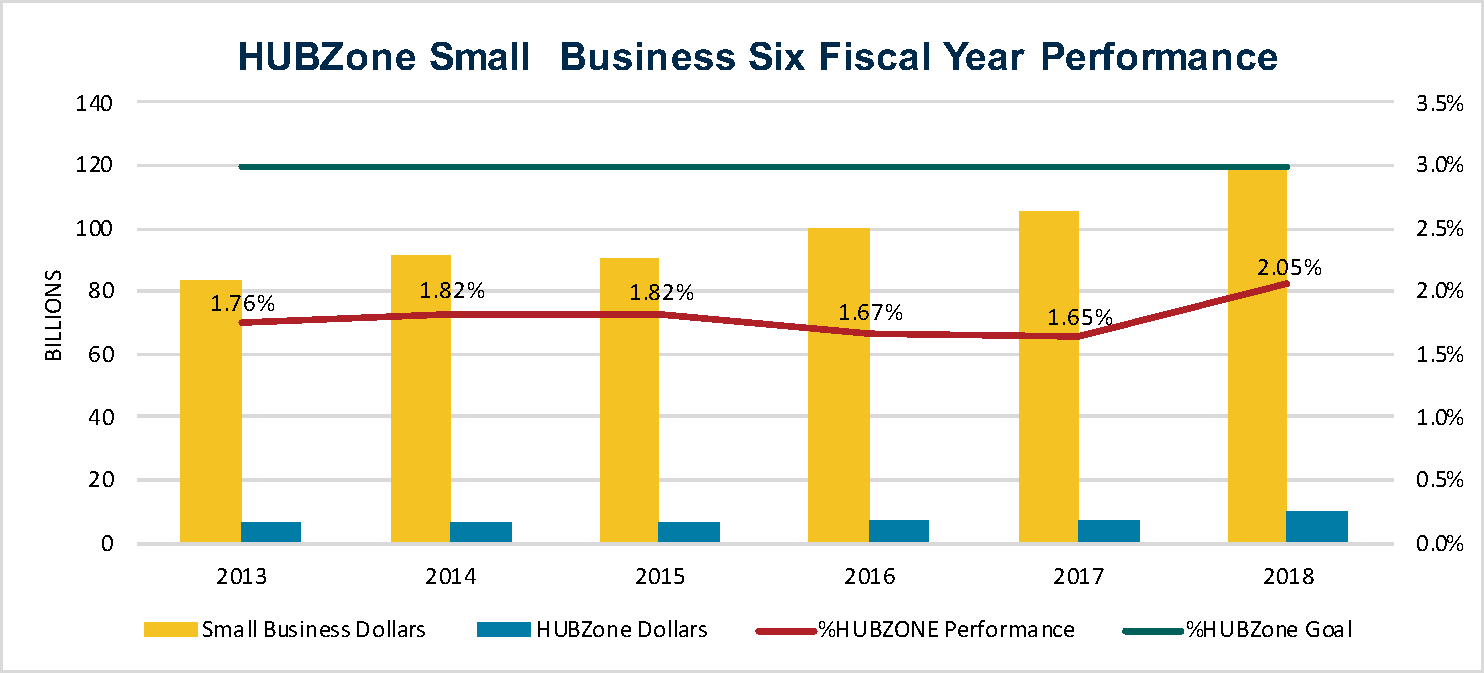 HUBZone Small  Business Six Fiscal Year Performance
140 3.5%
120 3.0%
100 2.5%
80 2.0%
60 1.5%
40 1.0%
20 0.5%
0 0.0%
BILLIONS
1.76% 1.82% 1.82% 1.67% 1.65% 2.05%
2013 2014 2015 2016 2017 2018
Small Business Dollars HUBZone Dollars %HUBZONE Performance %HUBZone Goal